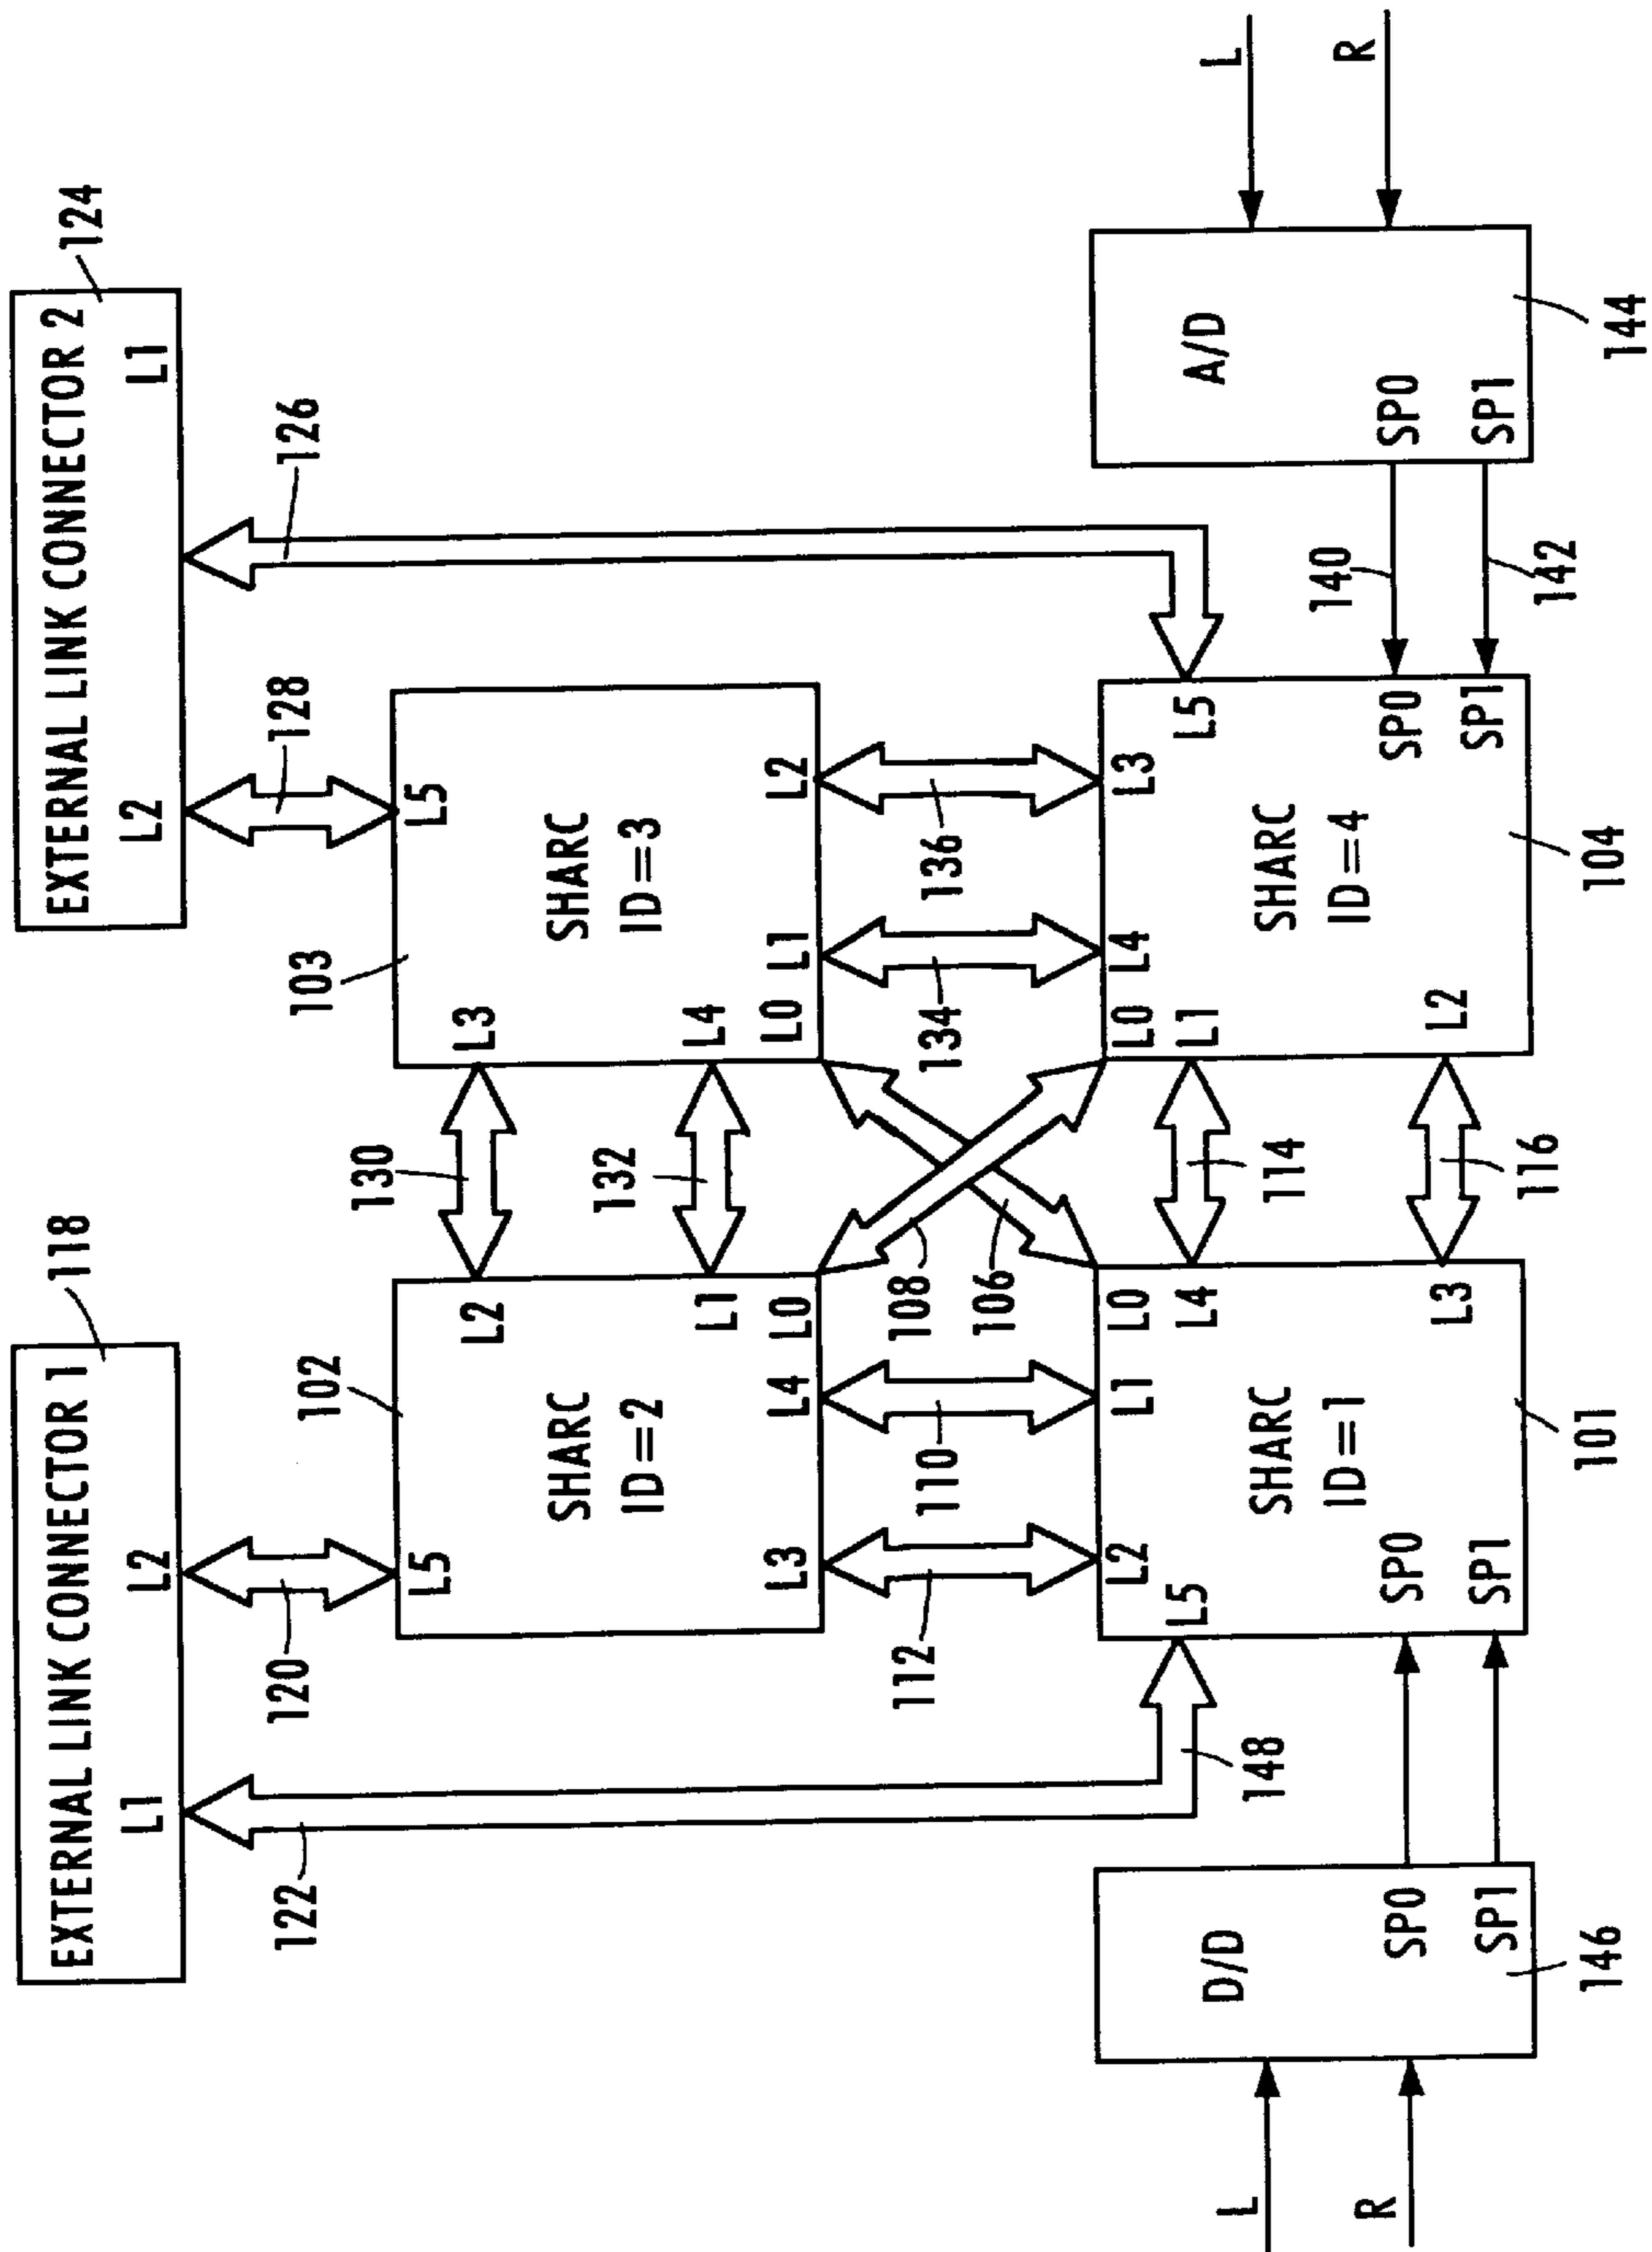 EXTERNAL LINK CONNECTOR 1
118
L1
L2
EXTERNAL LINK CONNECTOR 2
124
L2
L1
122
120
128
126
102
L5
SHARC
ID=2
L2
L1
L3
L4
L0
130
132
103
L5
SHARC
ID=3
L3
L4
L0
L1
L2
112
110
108
106
134
136
148
L5
L2
L1
L0
L4
SHARC
ID=1
L3
SP0
SP1
101
114
116
L0
L4
L3
L1
L5
SHARC
ID=4
L2
SP0
SP1
104
L
R
D/D
SP0
SP1
146
140
142
A/D
SP0
SP1
144
L
R